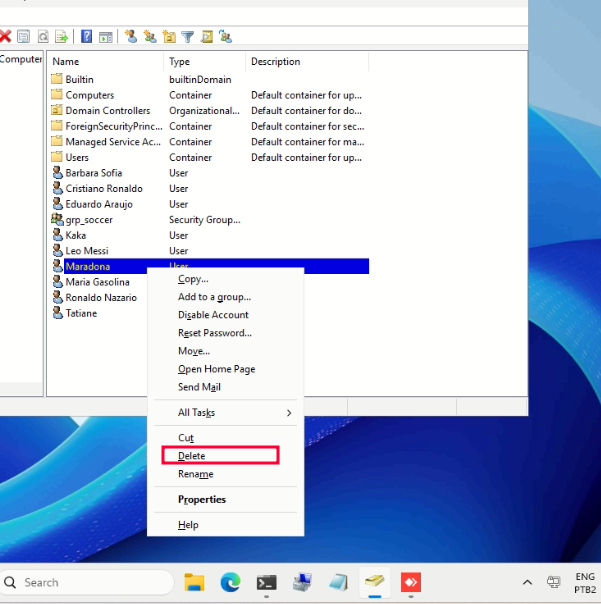 Computer
Name Type Description
Builtin builtinDomain
Computers Container Default container for up...
Domain Controllers Organizational... Default container for do...
ForeignSecurityPrinc... Container Default container for sec...
Managed Service Ac... Container Default container for ma...
Users Container Default container for up...
Barbara Sofia User
Cristiano Ronaldo User
Eduardo Araujo User
grp_soccer Security Group...
Kaka User
Leo Messi User
Maradona User
Maria Gasolina
Ronaldo Nazario
Tatiane
Copy...
Add to a group...
Disable Account
Reset Password...
Move...
Open Home Page
Send Mail
All Tasks
Cut
Delete
Rename
Properties
Help
Search
ENG
PTB2